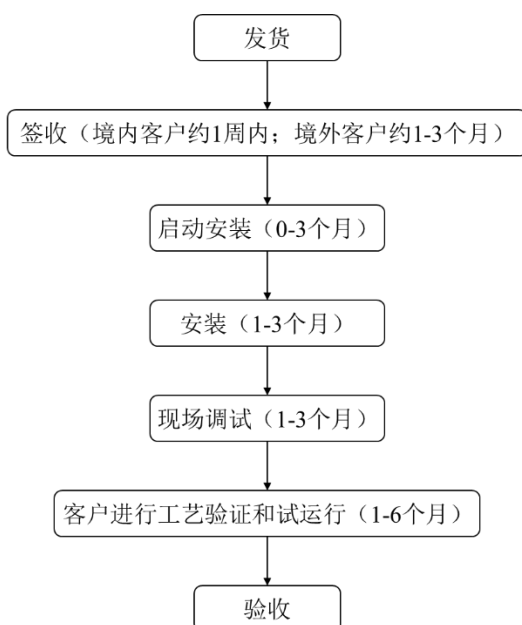 发货
签收（境内客户约1周内；境外客户约1-3个月）
启动安装（0-3个月）
安装（1-3个月）
现场调试（1-3个月）
客户进行工艺验证和试运行（1-6个月）
验收